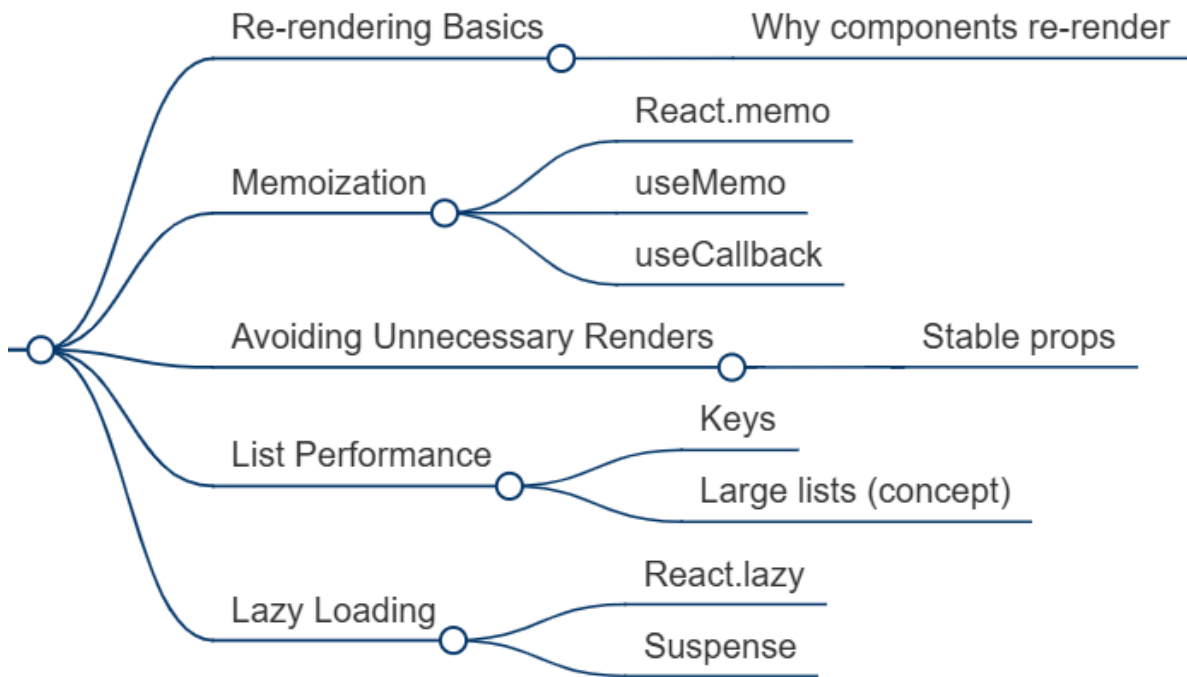 Re-rendering Basics
Why components re-render
Memoization
React.memo
useMemo
useCallback
Avoiding Unnecessary Renders
Stable props
List Performance
Keys
Large lists (concept)
Lazy Loading
React.lazy
Suspense